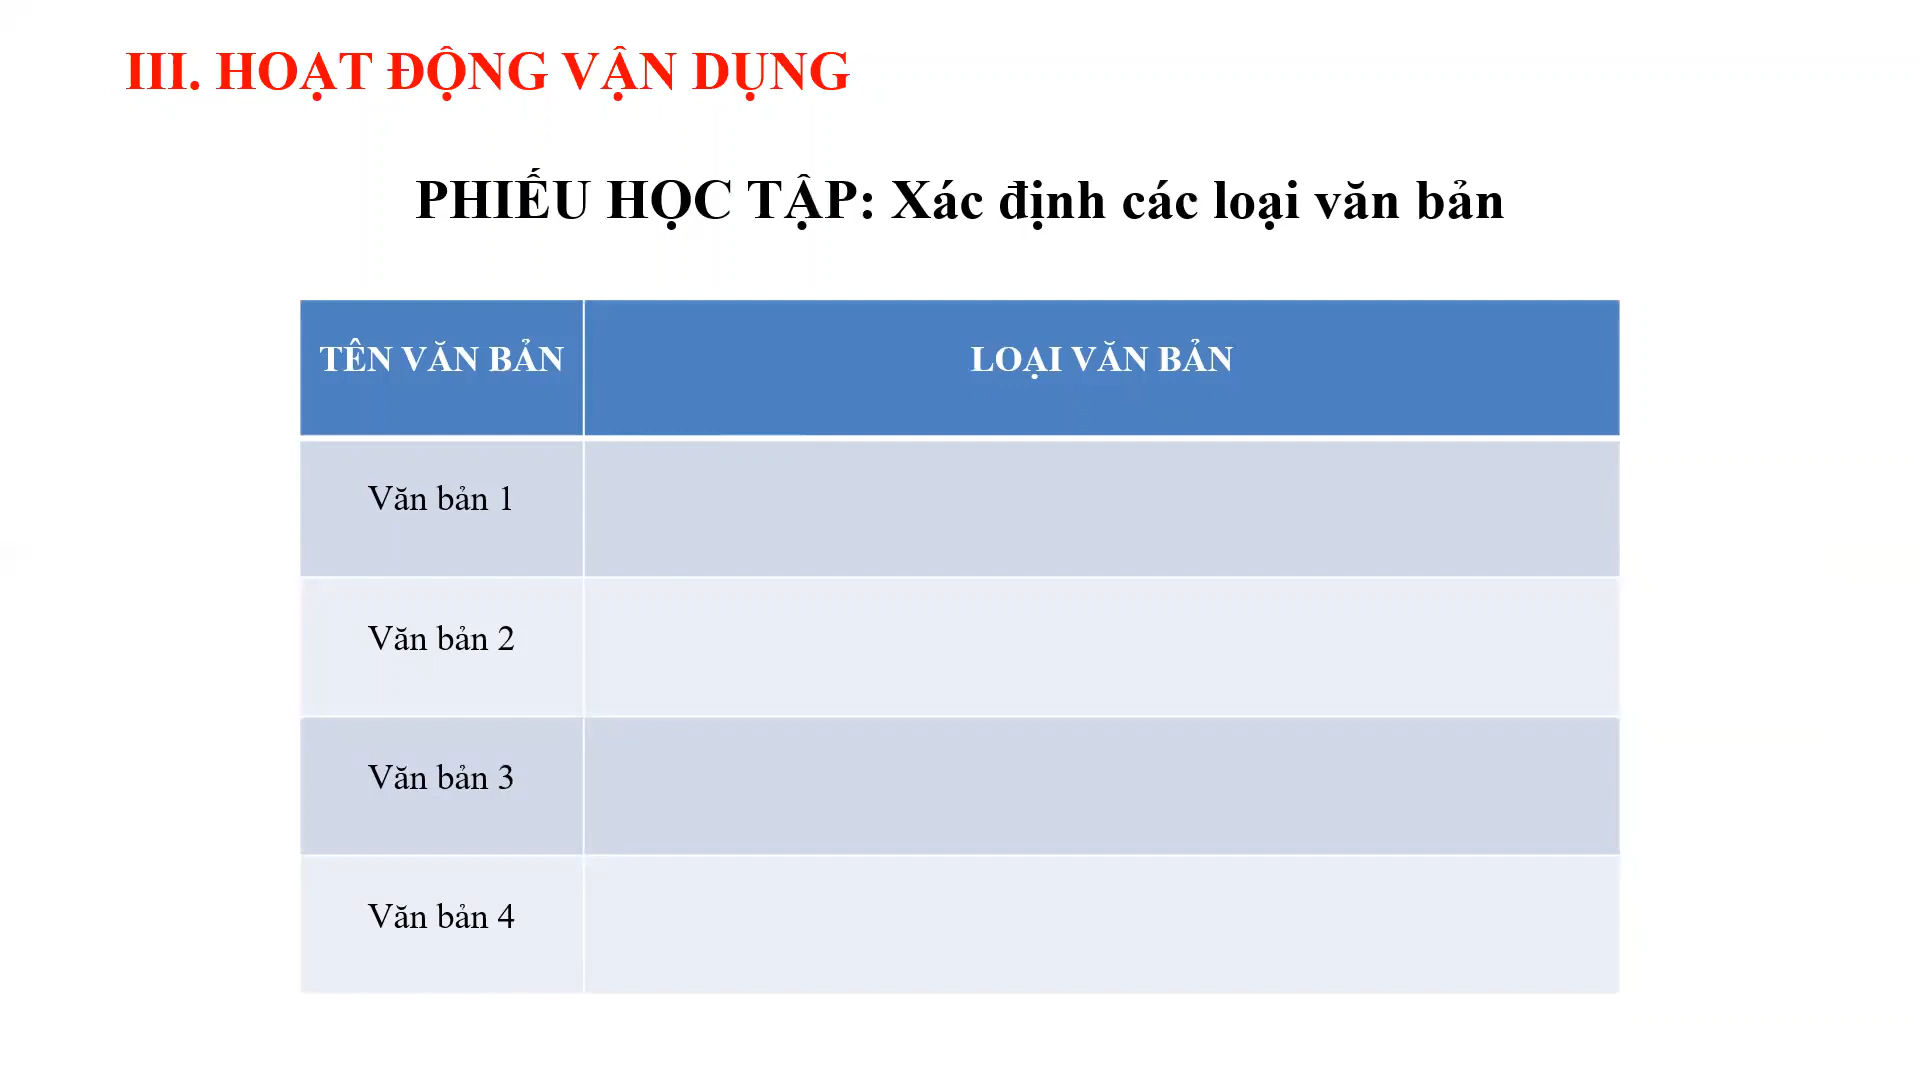 III. HOẠT ĐỘNG VẬN DỤNG
PHIẾU HỌC TẬP: Xác định các loại văn bản
TÊN VĂN BẢN
LOẠI VĂN BẢN
Văn bản 1
Văn bản 2
Văn bản 3
Văn bản 4